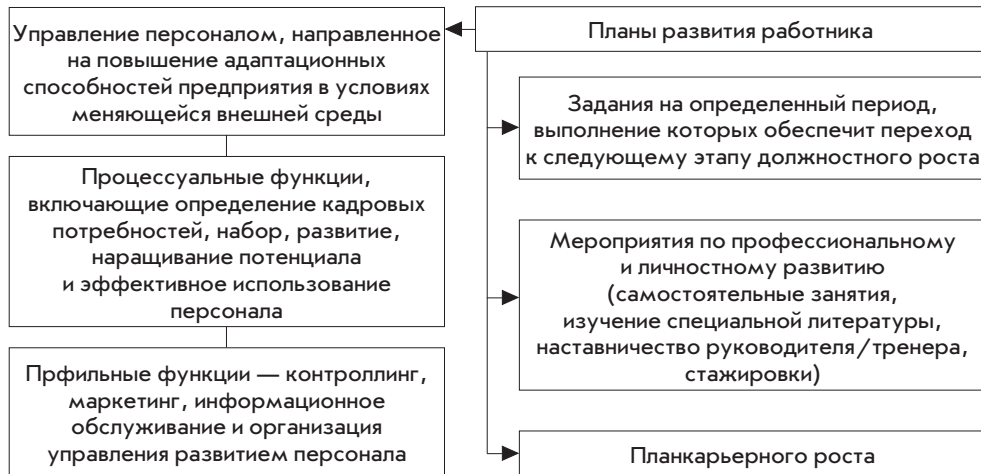 Управление персоналом, направленное
на повышение адаптационных
способностей предприятия в условиях
меняющейся внешней среды
Процессуальные функции,
включающие определение кадровых
потребностей, набор, развитие,
наращивание потенциала
и эффективное использование
персонала
Прфильные функции — контроллинг,
маркетинг, информационное
обслуживание и организация
управления развитием персонала
Планы развития работника
Задания на определенный период,
выполнение которых обеспечит переход
к следующему этапу должностного роста
Мероприятия по профессиональному
и личностному развитию
(самостоятельные занятия,
изучение специальной литературы,
наставничество руководителя/тренера,
стажировки)
Планкарьерного роста